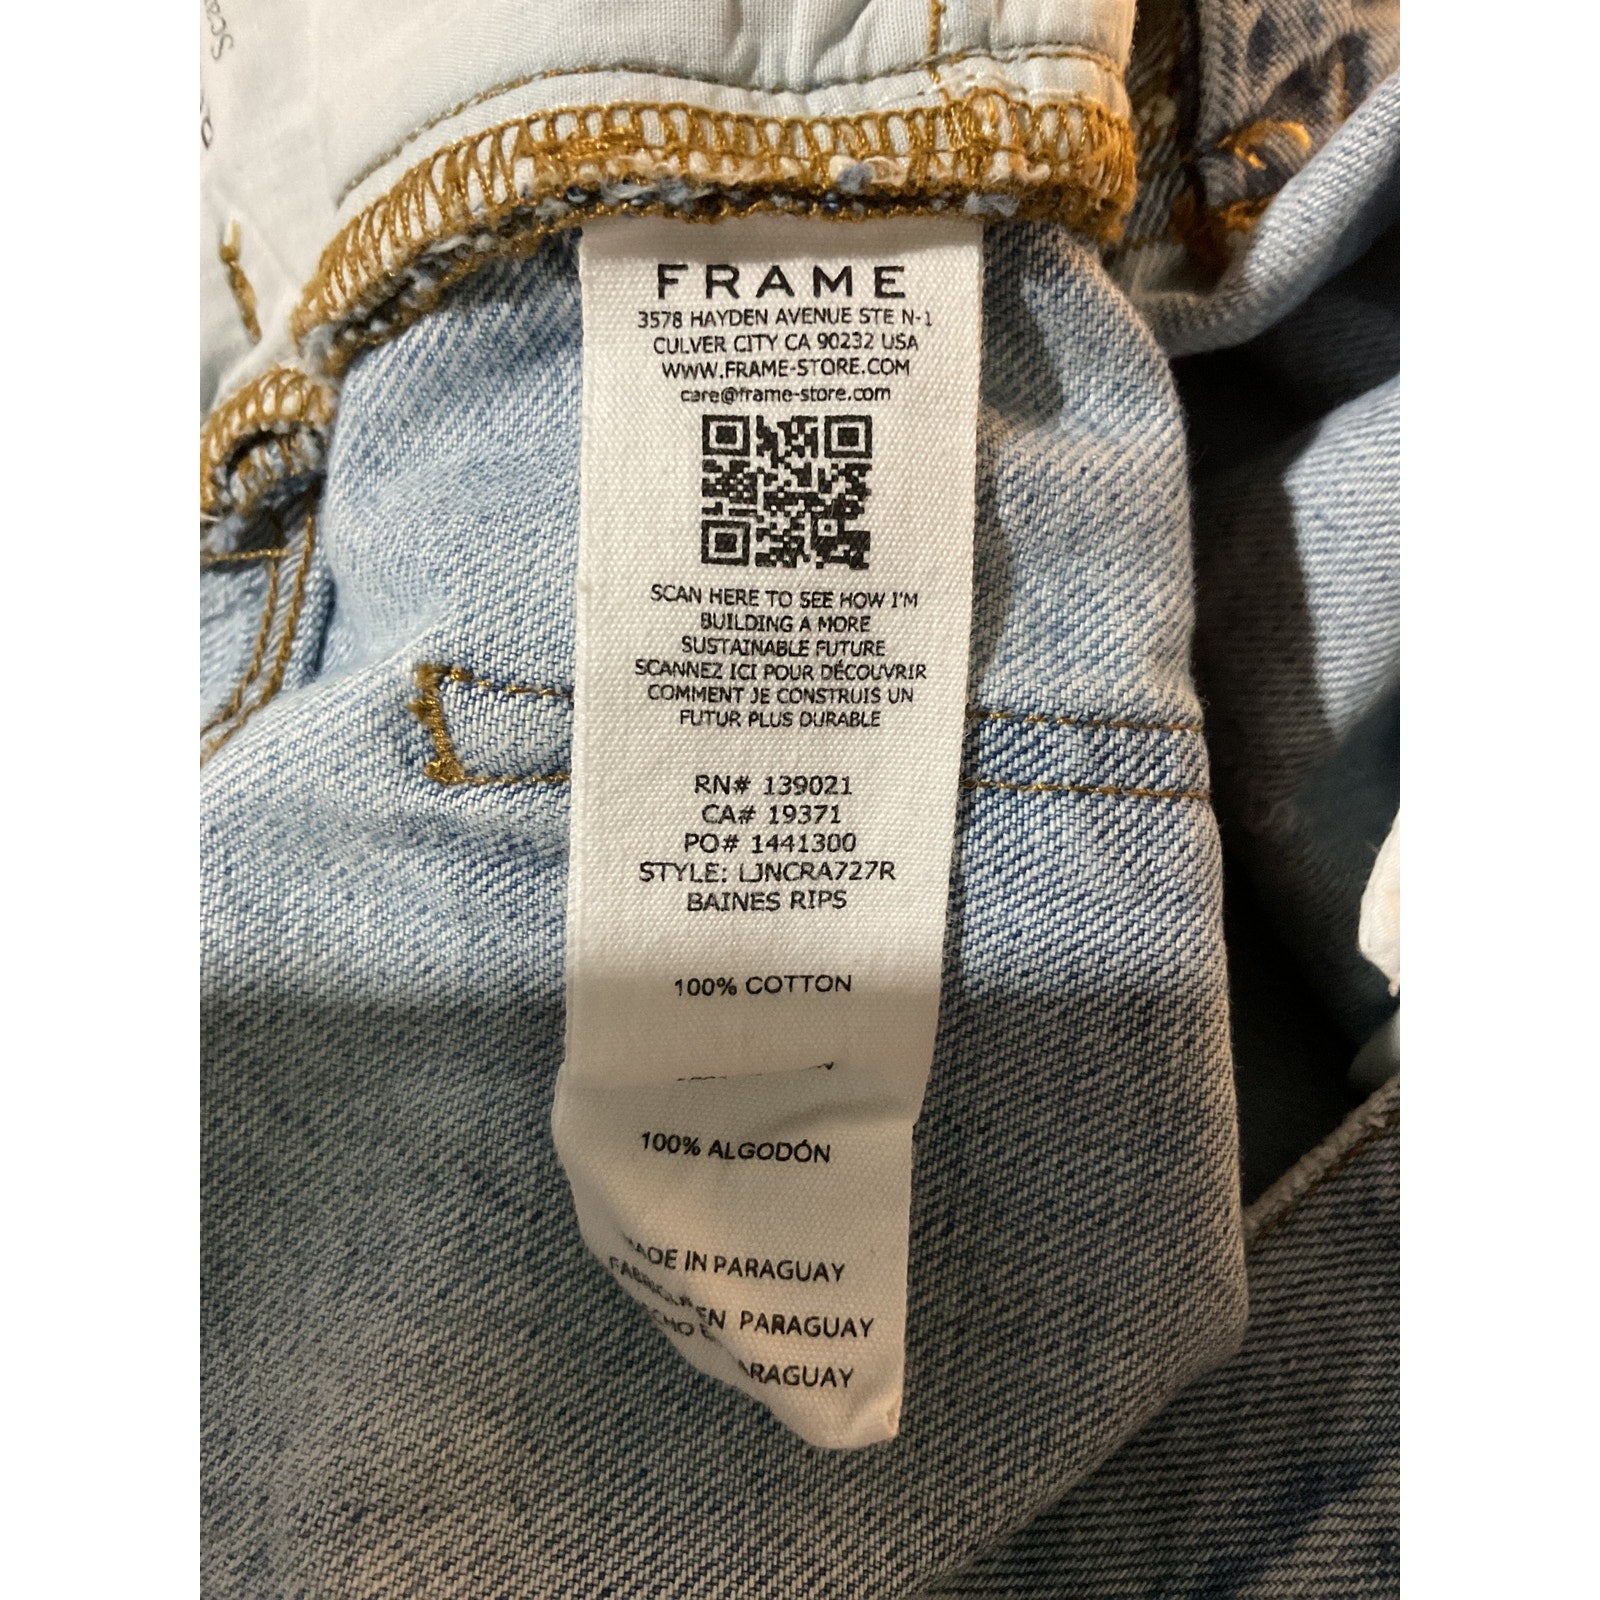 FRAME
3578 HAYDEN AVENUE STE N-1
CULVER CITY CA 90232 USA
WWW.FRAME-STORE.COM
care@frame-store.com
SCAN HERE TO SEE HOW I'M
BUILDING A MORE
SUSTAINABLE FUTURE
SCANNEZ ICI POUR DÉCOUVRIR
COMMENT JE CONSTRUIS UN
FUTUR PLUS DURABLE
RN# 139021
CA# 19371
PO# 1441300
STYLE: LJNCRA727R
BAINES RIPS
100% COTTON
100% ALGODÓN
IN PARAGUAY
EN PARAGUAY